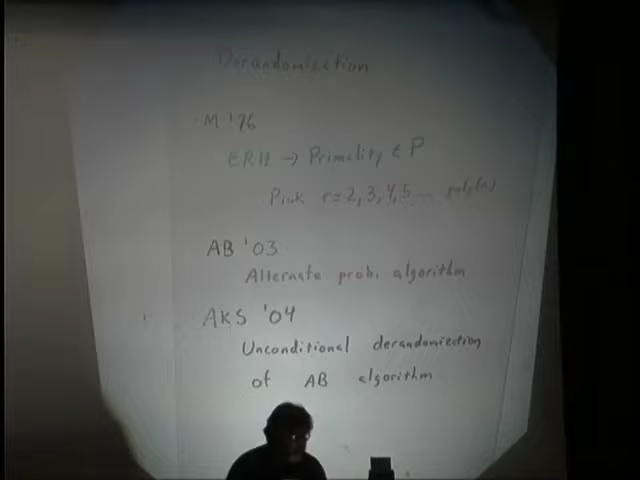 Derandomization
M '76
ERH → Primality ∈ P
Pick r=2,3,4,5... poly(n)
AB '03
Alternate prob. algorithm
AKS '04
Unconditional derandomization
of AB algorithm